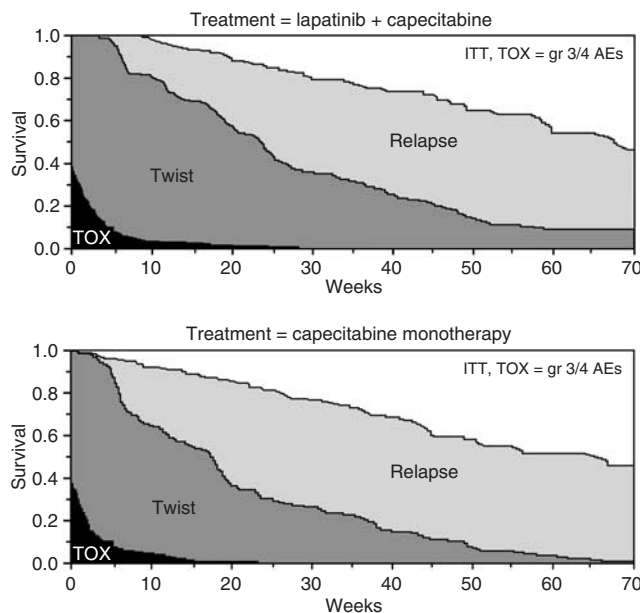 Treatment = lapatinib + capecitabine
ITT, TOX = gr 3/4 AEs
Survival
1.0
0.8
0.6
0.4
0.2
0.0
Relapse
Twist
TOX
0 10 20 30 40 50 60 70
Weeks
Treatment = capecitabine monotherapy
ITT, TOX = gr 3/4 AEs
Survival
1.0
0.8
0.6
0.4
0.2
0.0
Relapse
Twist
TOX
0 10 20 30 40 50 60 70
Weeks